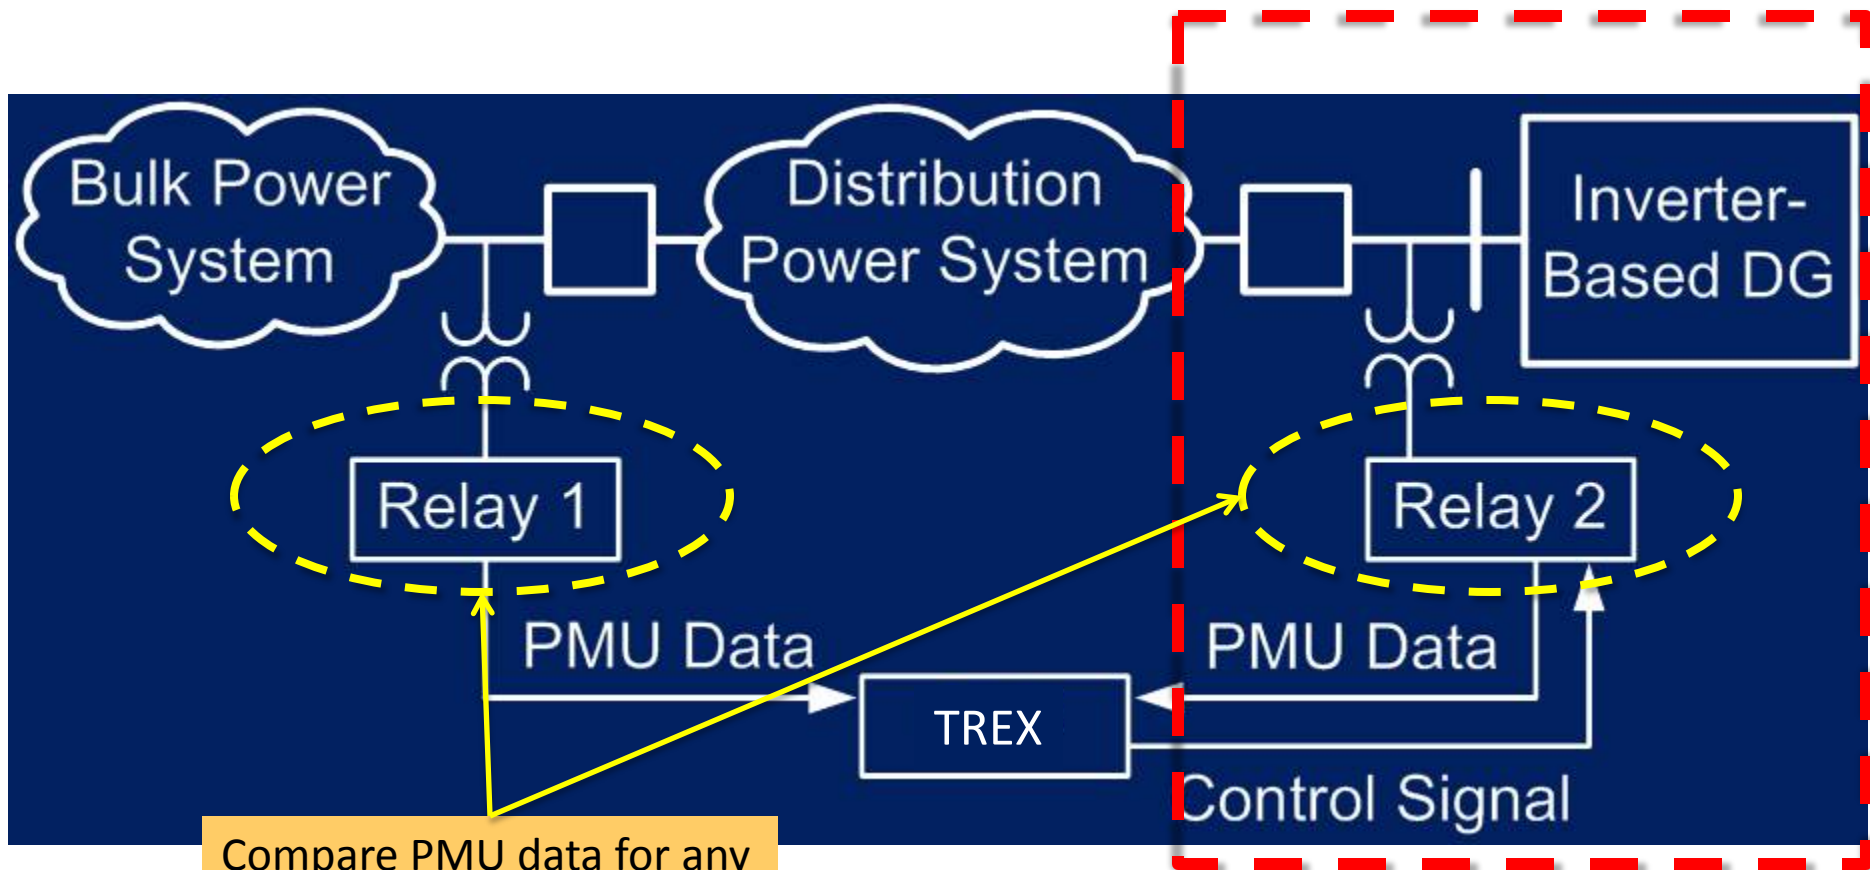 Bulk Power
System
Distribution
Power System
Inverter-
Based DG
Relay 1
Relay 2
PMU Data
PMU Data
TREX
Control Signal
Compare PMU data for any